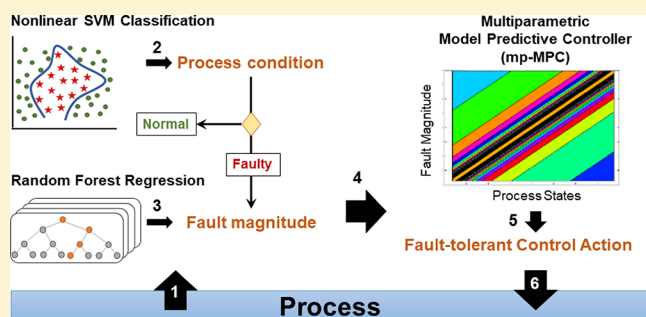 Nonlinear SVM Classification
2
Process condition
Normal
Faulty
Random Forest Regression
3
Fault magnitude
4
Multiparametric
Model Predictive Controller
(mp-MPC)
Fault Magnitude
Process States
5
Fault-tolerant Control Action
1
6
Process